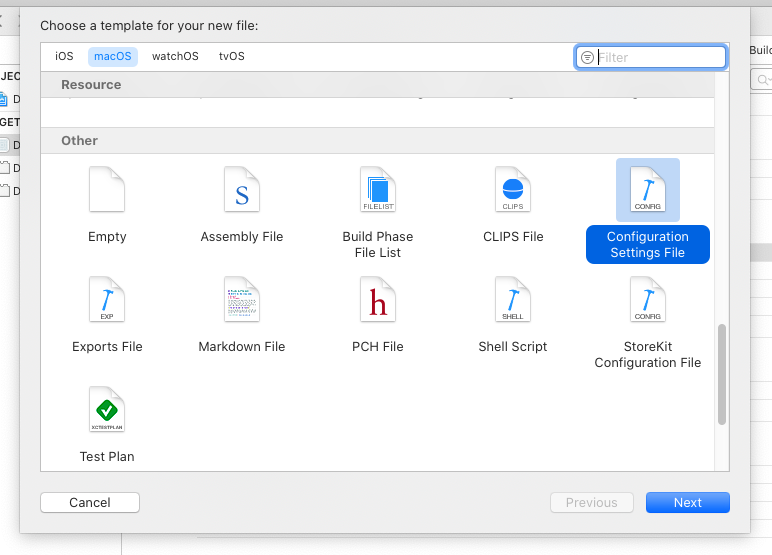 Choose a template for your new file:
iOS macOS watchOS tvOS Filter
Build
Resource
JEC
D
GET
D
D
D
Other
S FILELIST CLIPS CONFIG
Empty Assembly File Build Phase File List CLIPS File Configuration Settings File
EXP h SHELL CONFIG
Exports File Markdown File PCH File Shell Script StoreKit Configuration File
XCTESTPLAN
Test Plan
Cancel Previous Next